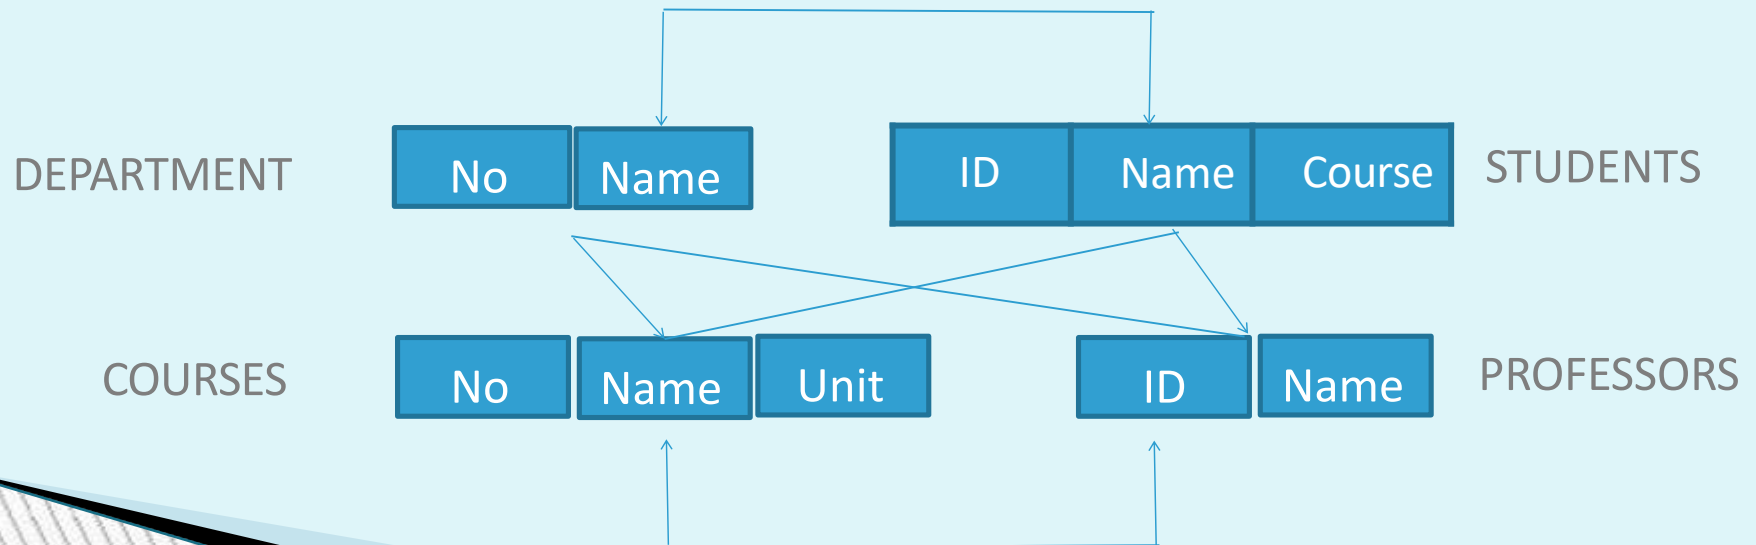 DEPARTMENT No Name ID Name Course STUDENTS
COURSES No Name Unit ID Name PROFESSORS